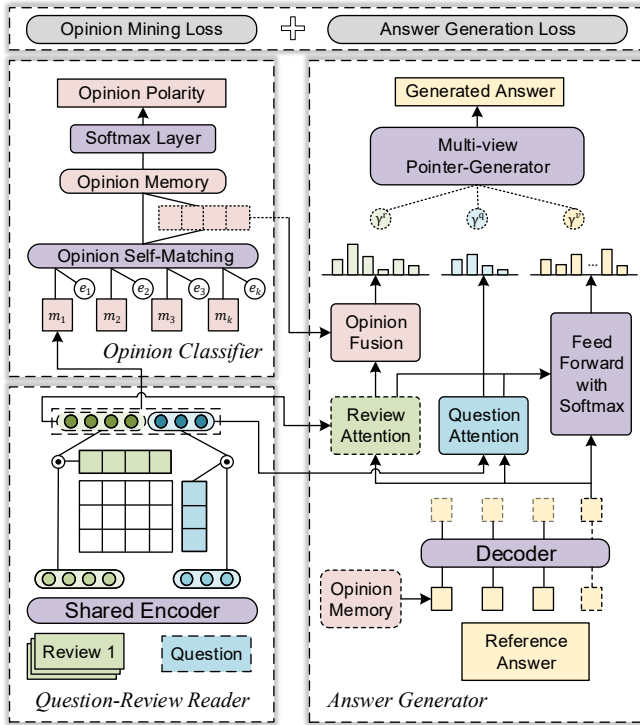 Opinion Mining Loss
Answer Generation Loss
Opinion Polarity
Softmax Layer
Opinion Memory
Opinion Self-Matching
e₁
e₂
e₃
eₖ
m₁
m₂
m₃
mₖ
Opinion Classifier
Shared Encoder
Review 1
Question
Question-Review Reader
Generated Answer
Multi-view
Pointer-Generator
γʳ
γq
γᵛ
...
Opinion
Fusion
Feed
Forward
with
Softmax
Review
Attention
Question
Attention
Decoder
Opinion
Memory
Reference
Answer
Answer Generator